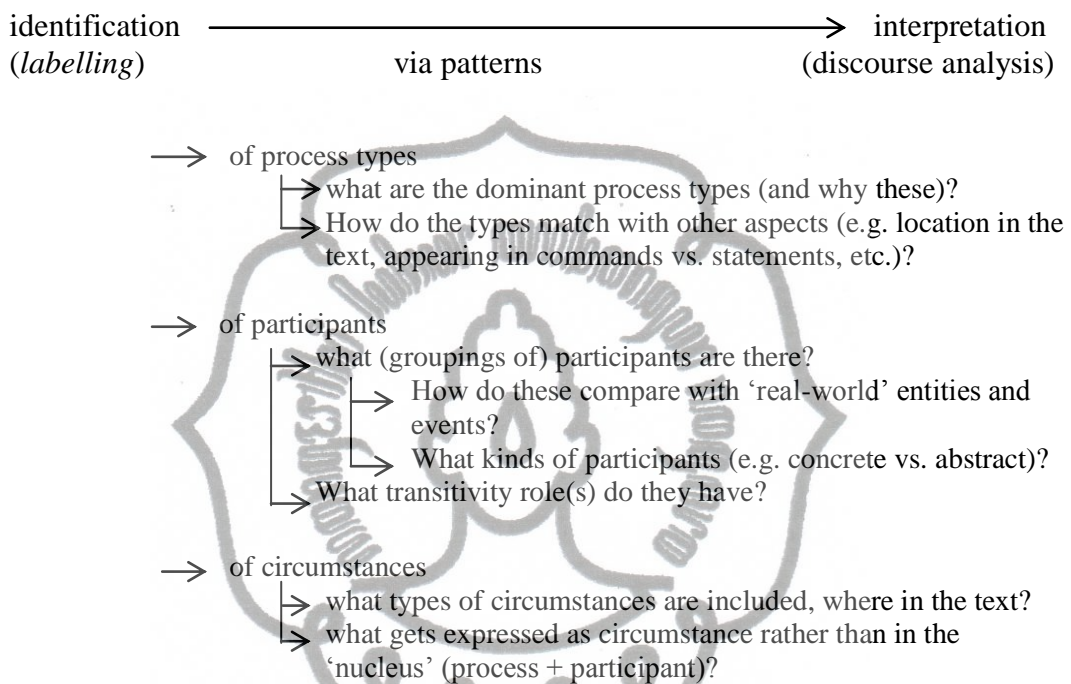 identification interpretation
(labelling) via patterns (discourse analysis)
of process types
what are the dominant process types (and why these)?
How do the types match with other aspects (e.g. location in the
text, appearing in commands vs. statements, etc.)?
of participants
what (groupings of) participants are there?
How do these compare with ‘real-world’ entities and
events?
What kinds of participants (e.g. concrete vs. abstract)?
What transitivity role(s) do they have?
of circumstances
what types of circumstances are included, where in the text?
what gets expressed as circumstance rather than in the
‘nucleus’ (process + participant)?